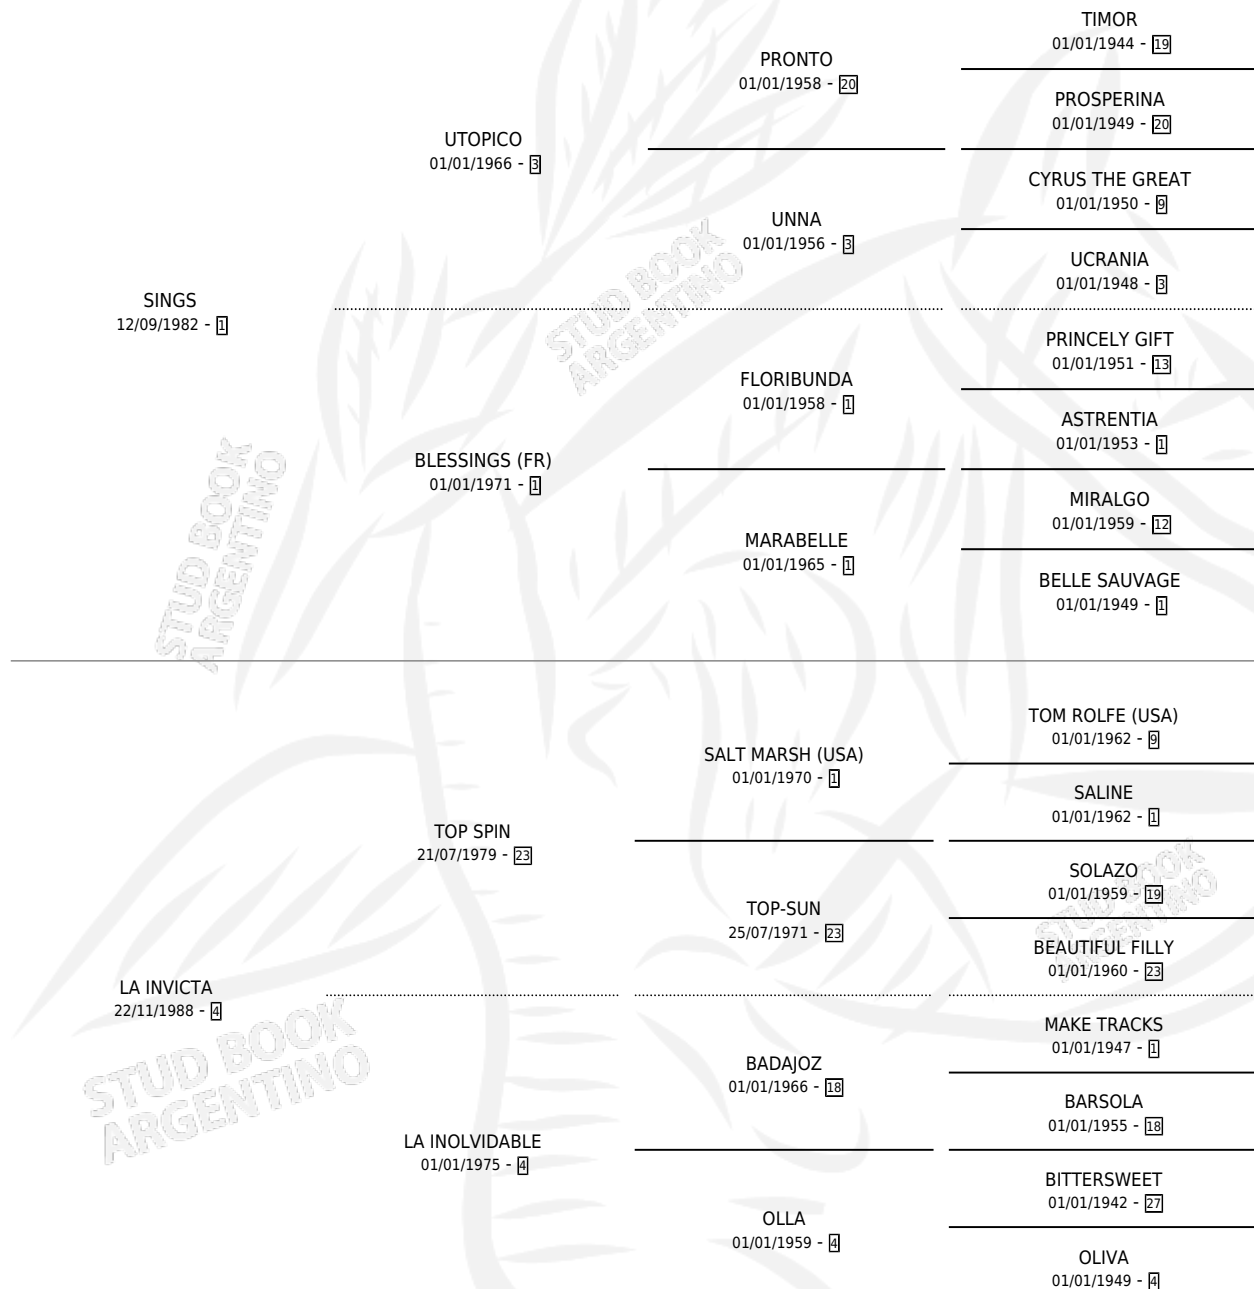 TIMOR
01/01/1944 - 19
PRONTO
01/01/1958 - 20
PROSPERINA
01/01/1949 - 20
UTOPICO
01/01/1966 - 3
CYRUS THE GREAT
01/01/1950 - 9
UNNA
01/01/1956 - 3
UCRANIA
01/01/1948 - 3
SINGS
12/09/1982 - 1
PRINCELY GIFT
01/01/1951 - 13
FLORIBUNDA
01/01/1958 - 1
ASTRENTIA
01/01/1953 - 1
BLESSINGS (FR)
01/01/1971 - 1
MIRALGO
01/01/1959 - 12
MARABELLE
01/01/1965 - 1
BELLE SAUVAGE
01/01/1949 - 1
TOM ROLFE (USA)
01/01/1962 - 9
SALT MARSH (USA)
01/01/1970 - 1
SALINE
01/01/1962 - 1
TOP SPIN
21/07/1979 - 23
SOLAZO
01/01/1959 - 19
TOP-SUN
25/07/1971 - 23
BEAUTIFUL FILLY
01/01/1960 - 23
LA INVICTA
22/11/1988 - 4
MAKE TRACKS
01/01/1947 - 1
BADAJOZ
01/01/1966 - 18
BARSOLA
01/01/1955 - 18
LA INOLVIDABLE
01/01/1975 - 4
BITTERSWEET
01/01/1942 - 27
OLLA
01/01/1959 - 4
OLIVA
01/01/1949 - 4
STUD BOOK
ARGENTINO
STUD BOOK
ARGENTINO
STUD BOOK
ARGENTINO
STUD BOOK
ARGENTINO